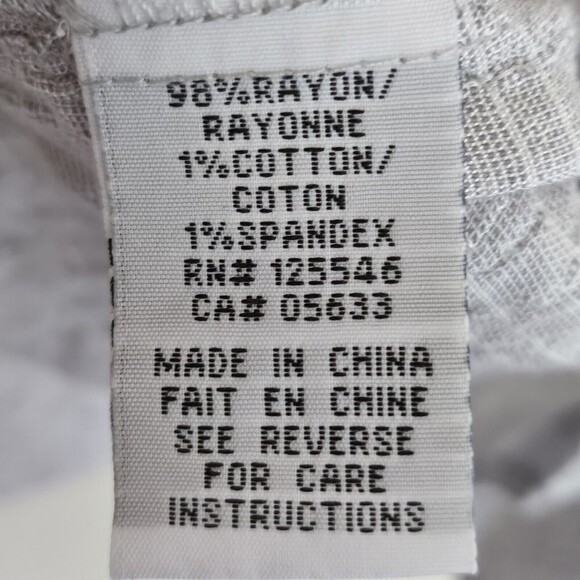 98%RAYON/
RAYONNE
1%COTTON/
COTON
1%SPANDEX
RN# 125546
CA# 05633
MADE IN CHINA
FAIT EN CHINE
SEE REVERSE
FOR CARE
INSTRUCTIONS